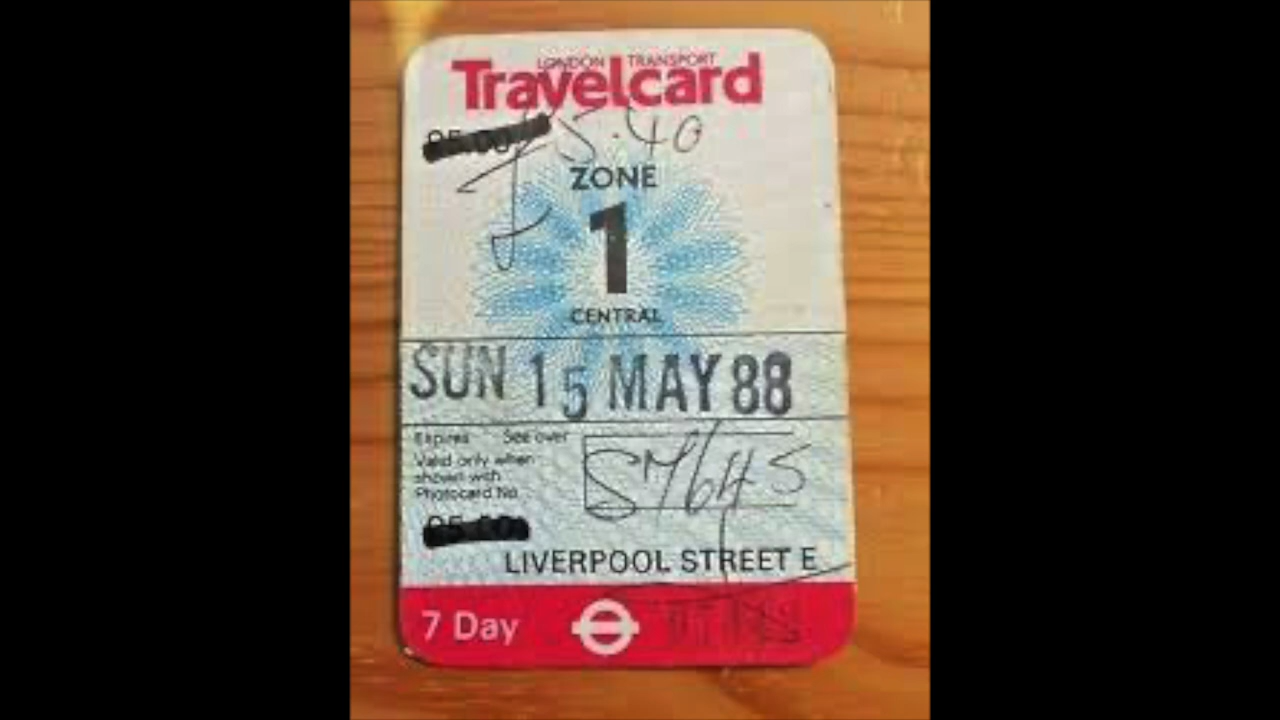 LONDON TRANSPORT
Travelcard
£5.40
ZONE
1
CENTRAL
SUN 15 MAY 88
Expires See over
Valid only when
shown with
Photocard No
LIVERPOOL STREET E
7 Day